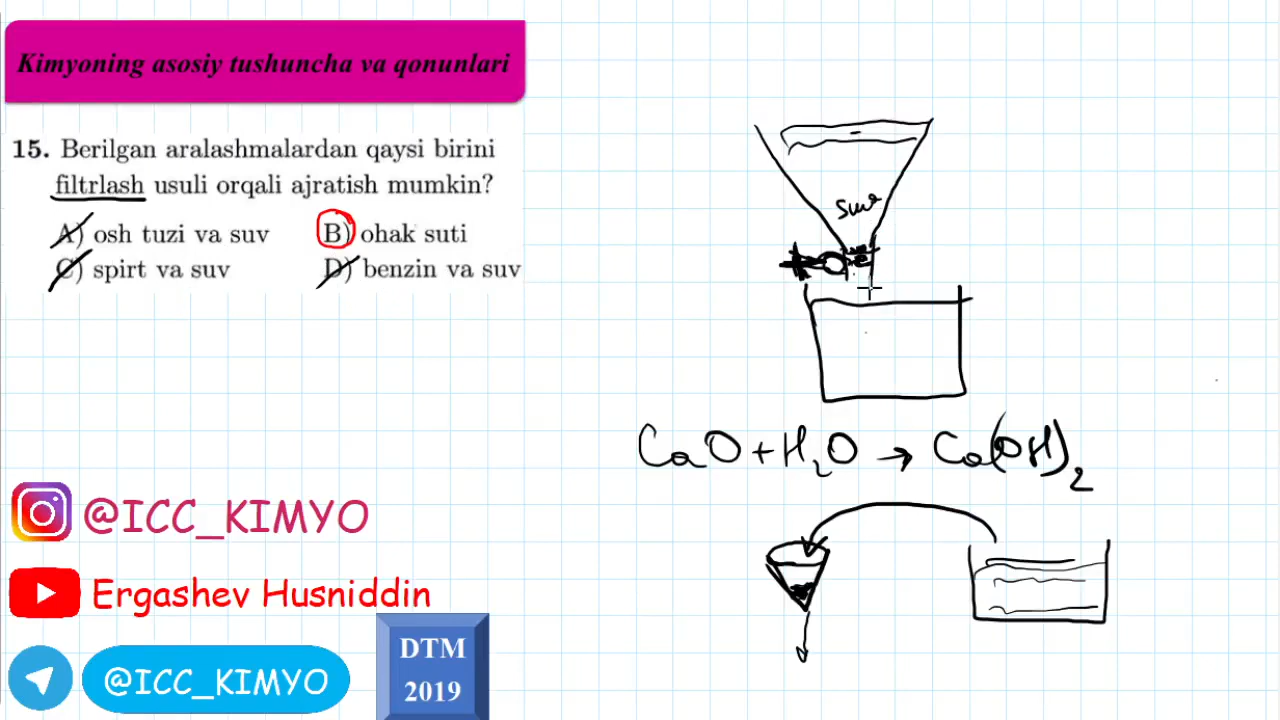 Kimyoning asosiy tushuncha va qonunlari
15. Berilgan aralashmalardan qaysi birini
filtrlash usuli orqali ajratish mumkin?
A) osh tuzi va suv B) ohak suti
C) spirt va suv D) benzin va suv
suv
CaO + H₂O → Ca(OH)₂
@ICC_KIMYO
Ergashev Husniddin
@ICC_KIMYO
DTM
2019